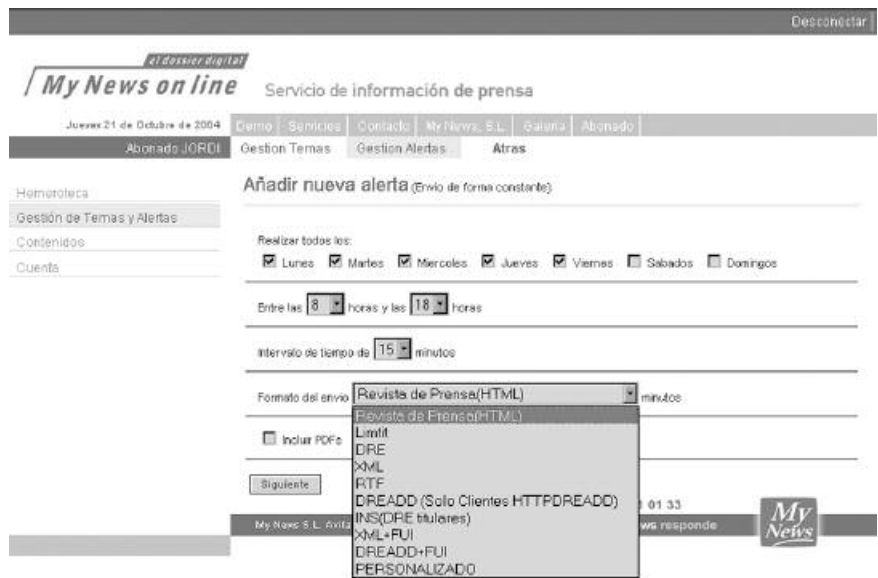 Desconectar
el dossier digital
My News on line
Servicio de información de prensa
Jueves 21 de Octubre de 2004
Demo Servicios Contacto My News, S.L. Galeria Abonado
Abonado JORDI
Gestion Temas Gestion Alertas Atras
Hemeroteca
Gestión de Temas y Alertas
Contenidos
Cuenta
Añadir nueva alerta (Envio de forma constante)
Realizar todos los:
Lunes Martes Miercoles Jueves Viernes Sabados Domingos
Entre las 8 horas y las 18 horas
Intervalo de tiempo de 15 minutos
Formato del envio Revista de Prensa(HTML) minutos
Revista de Prensa(HTML)
Limtit
DRE
XML
RTF
DREADD (Solo Clientes HTTPDREADD)
INS(DRE titulares)
XML+FUI
DREADD+FUI
PERSONALIZADO
Incluir PDFs
Siguiente
01 33
My News S.L.
responde
My
News